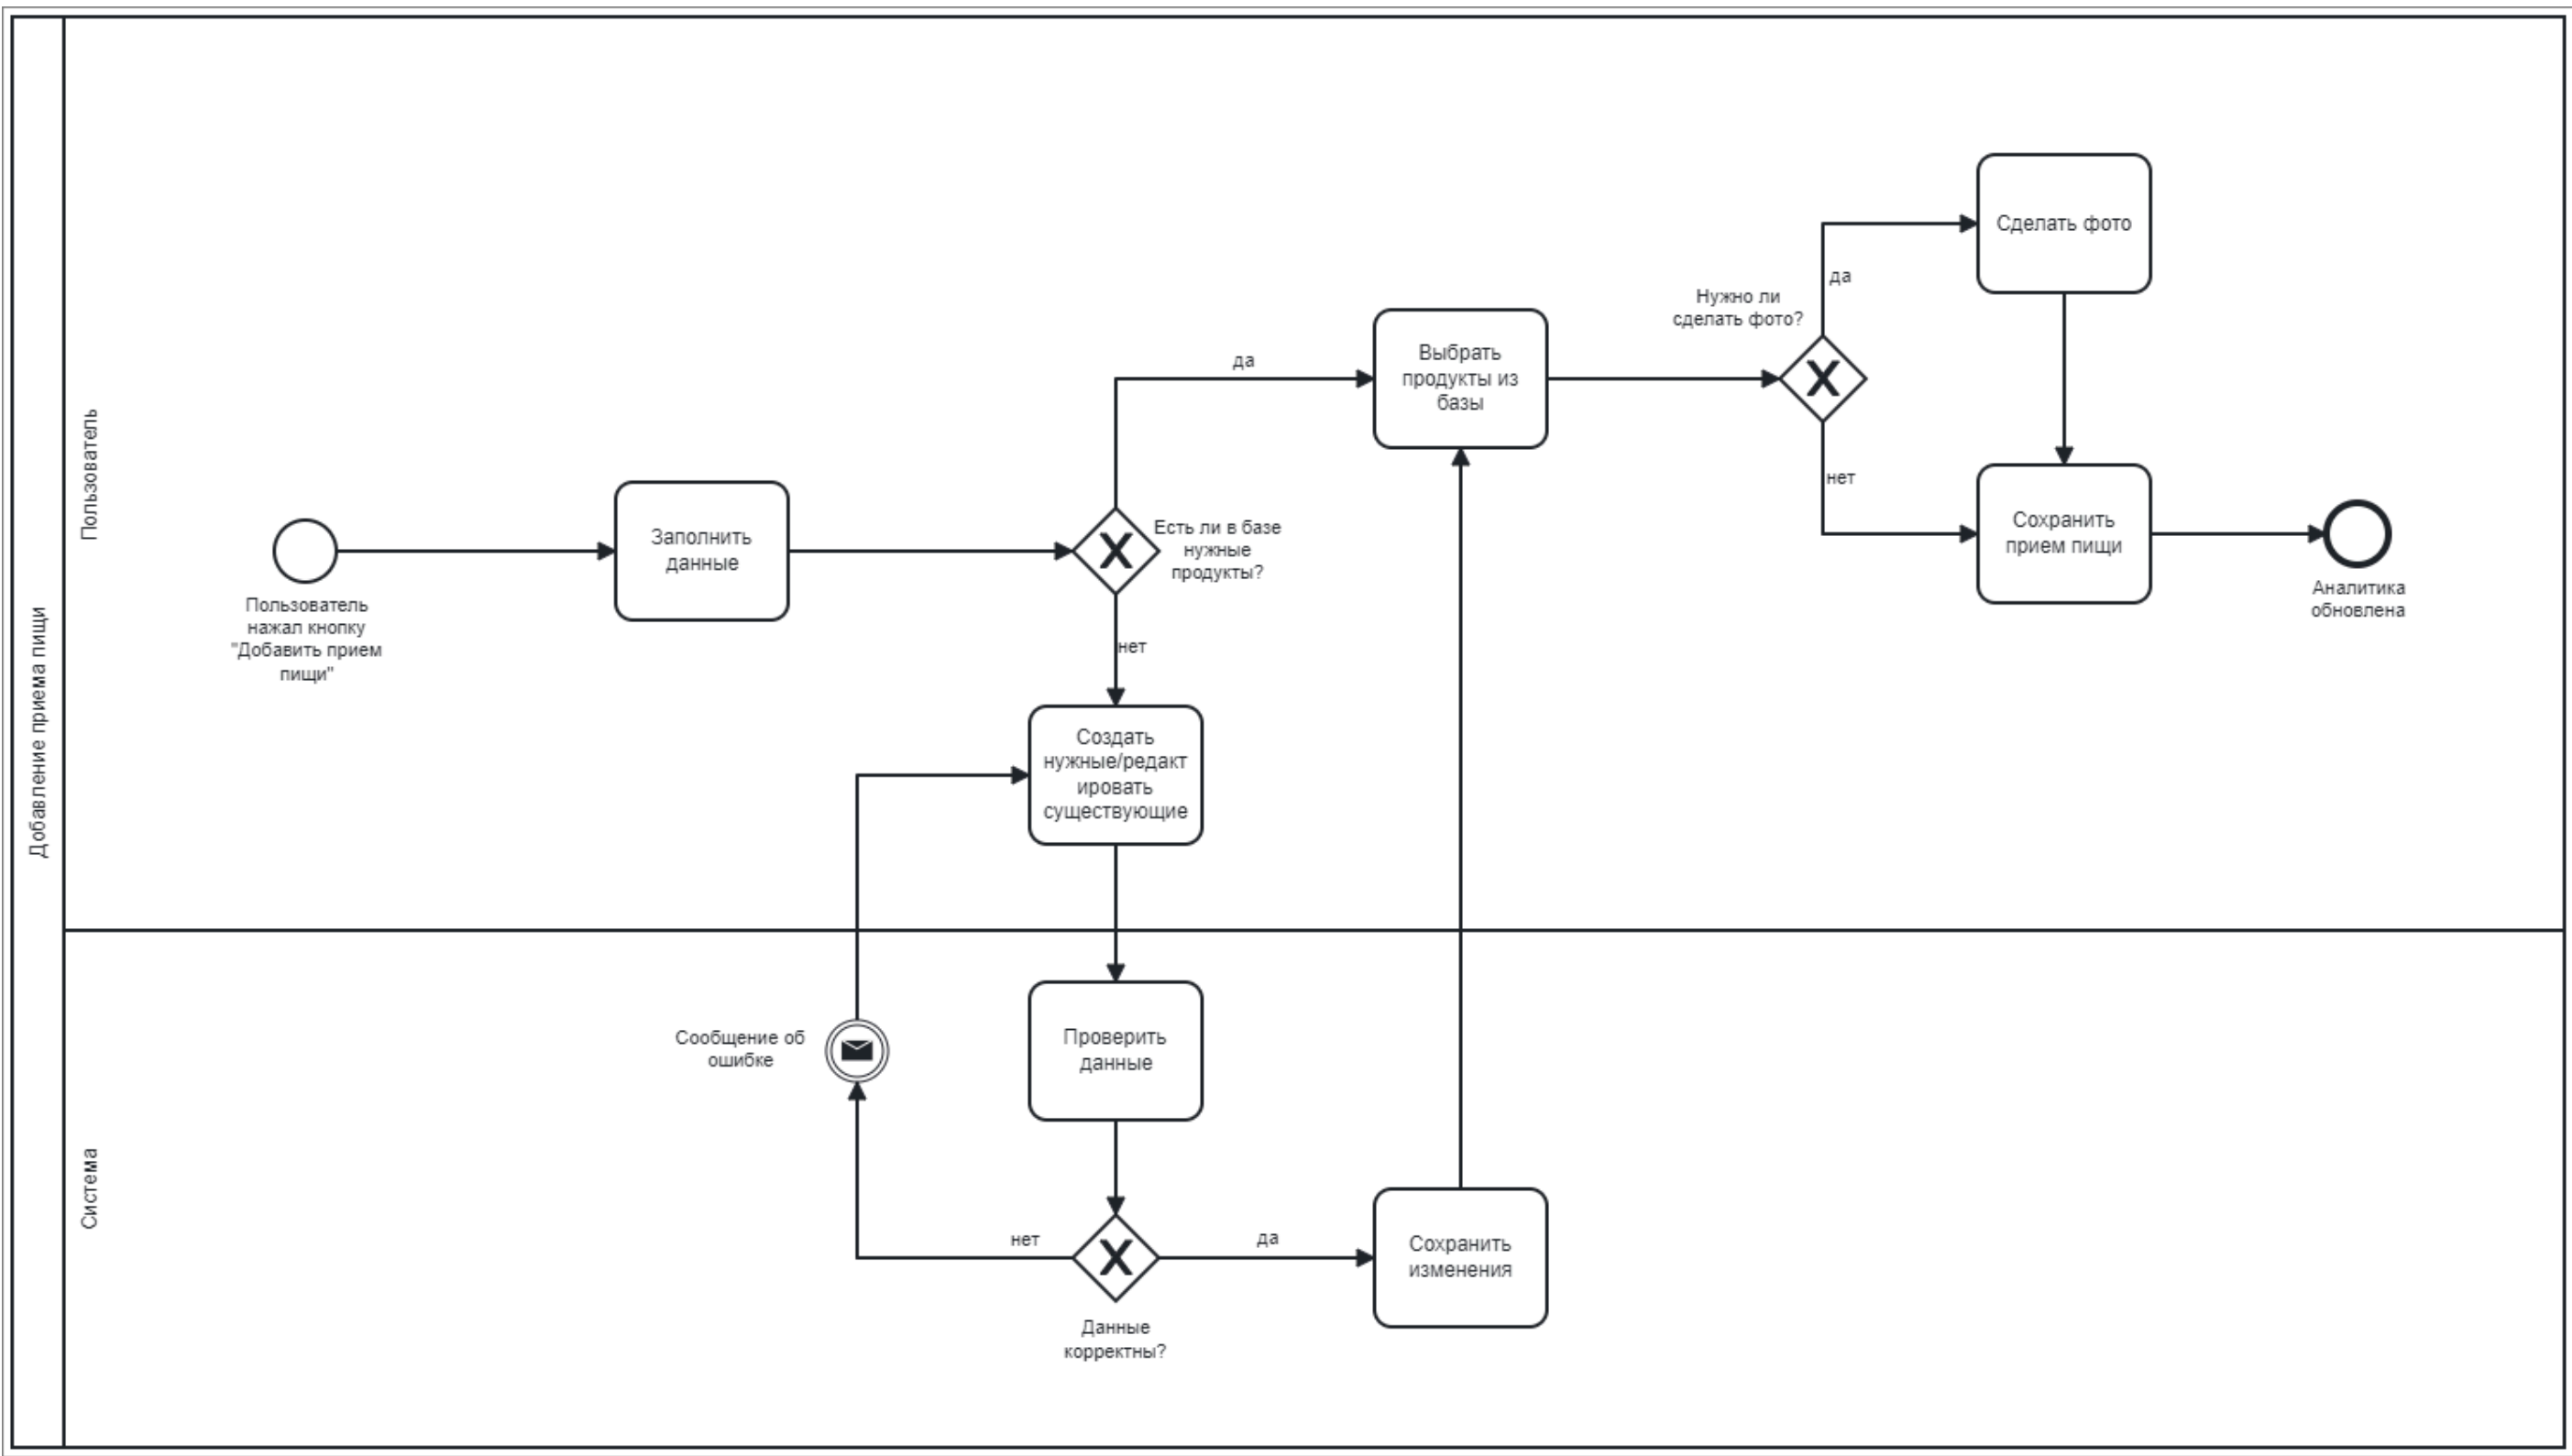 Добавление приема пищи
Пользователь
Пользователь
нажал кнопку
"Добавить прием
пищи"
Заполнить
данные
Есть ли в базе
нужные
продукты?
да
нет
Выбрать
продукты из
базы
Нужно ли
сделать фото?
да
нет
Сделать фото
Сохранить
прием пищи
Аналитика
обновлена
Создать
нужные/редакт
ировать
существующие
Система
Сообщение об
ошибке
Проверить
данные
нет
да
Данные
корректны?
Сохранить
изменения